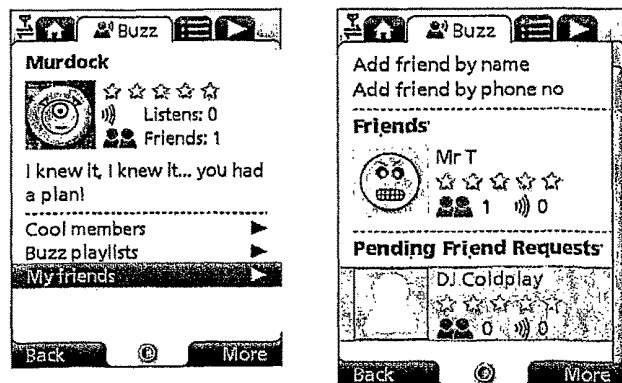 Buzz
Murdock
Listens: 0
Friends: 1
I knew it, I knew it... you had
a plan!
Cool members
Buzz playlists
My friends
Back
More
Buzz
Add friend by name
Add friend by phone no
Friends
Mr T
1 0
Pending Friend Requests
DJ Coldplay
0 0
Back
More